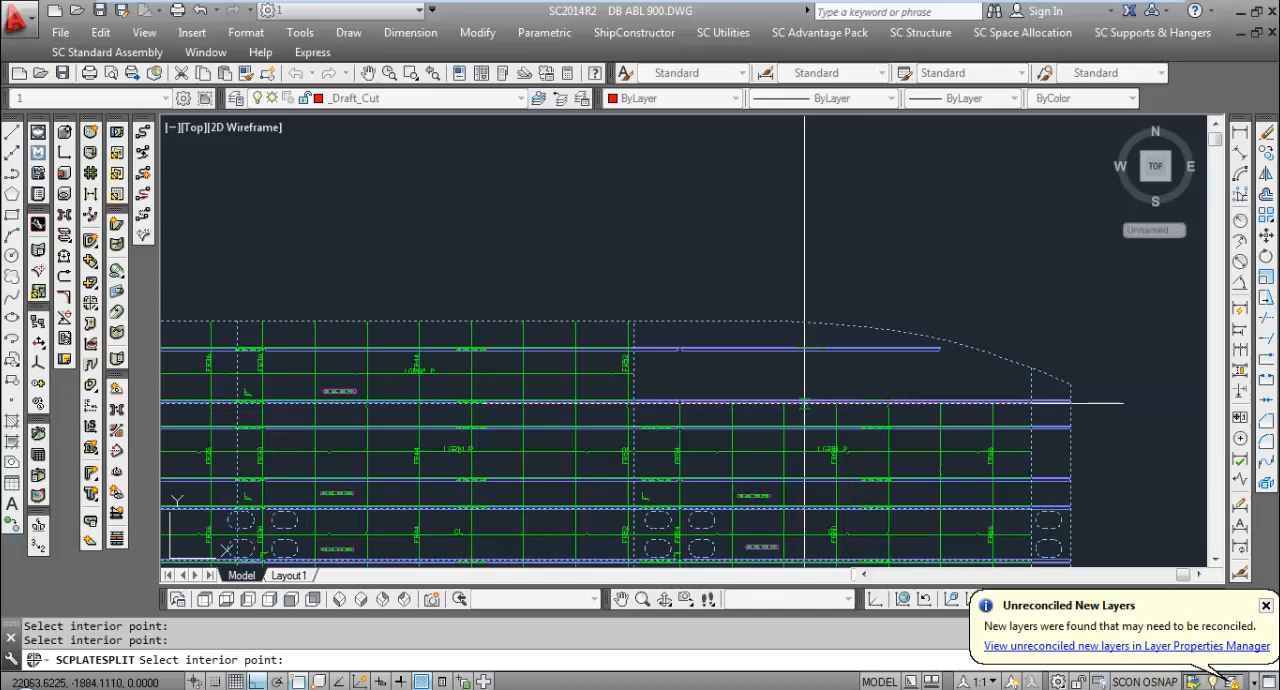 1
SC2014R2 DB ABL 900.DWG
Type a keyword or phrase
Sign In
File Edit View Insert Format Tools Draw Dimension Modify Parametric ShipConstructor SC Utilities SC Advantage Pack SC Structure SC Space Allocation SC Supports & Hangers
SC Standard Assembly Window Help Express
Standard Standard Standard Standard
1 _Draft_Cut ByLayer ByLayer ByLayer ByColor
[−][Top][2D Wireframe]
N
W TOP E
S
Unnamed
Y
X
Model Layout1
Unreconciled New Layers
New layers were found that may need to be reconciled.
View unreconciled new layers in Layer Properties Manager
Select interior point:
Select interior point:
SCPLATESPLIT Select interior point:
22063.6225, -1884.1110, 0.0000
MODEL 1:1 SCON OSNAP